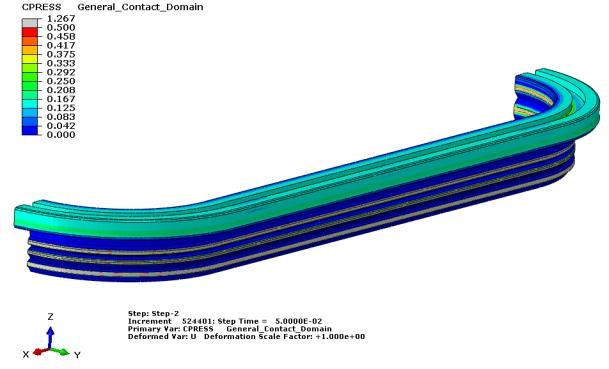 CPRESS General_Contact_Domain
1.267
0.500
0.458
0.417
0.375
0.333
0.292
0.250
0.208
0.167
0.125
0.083
0.042
0.000
Step: Step-2
Increment 524401: Step Time = 5.0000E-02
Primary Var: CPRESS General_Contact_Domain
Deformed Var: U Deformation Scale Factor: +1.000e+00
Z
X
Y